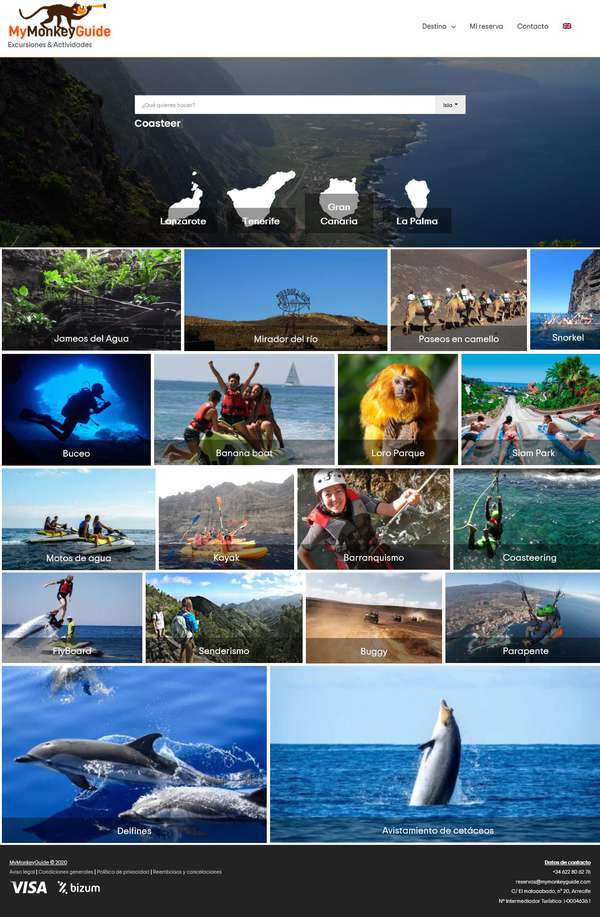 MyMonkeyGuide
Excursiones & Actividades
Destino
Mi reserva
Contacto
¿Qué quieres hacer?
Isla
Coasteer
Lanzarote
Tenerife
Gran
Canaria
La Palma
Jameos del Agua
Mirador del río
Paseos en camello
Snorkel
Buceo
Banana boat
Loro Parque
Siam Park
Motos de agua
Kayak
Barranquismo
Coasteering
FlyBoard
Senderismo
Buggy
Parapente
Delfines
Avistamiento de cetáceos
MyMonkeyGuide © 2020
Aviso legal | Condiciones generales | Política de privacidad | Reembolsos y cancelaciones
VISA bizum
Datos de contacto
+34 622 80 62 76
reservas@mymonkeyguide.com
C/ El malacabado, nº 20, Arrecife
Nº Intermediador Turístico: I-0004636.1